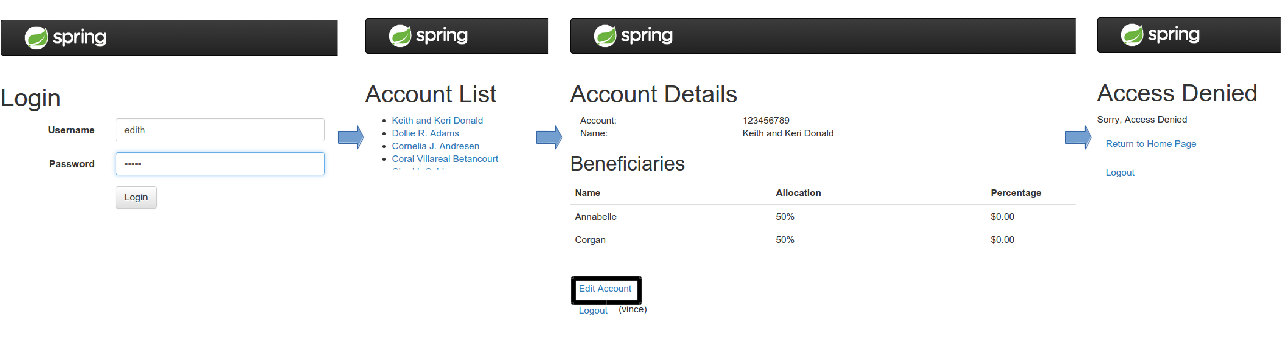 spring
Login
Username edith
Password -----
Login
spring
Account List
Keith and Keri Donald
Dollie R. Adams
Cornelia J. Andresen
Coral Villareal Betancourt
spring
Account Details
Account: 123456789
Name: Keith and Keri Donald
Beneficiaries
Name Allocation Percentage
Annabelle 50% $0.00
Corgan 50% $0.00
Edit Account
Logout (vince)
spring
Access Denied
Sorry, Access Denied
Return to Home Page
Logout